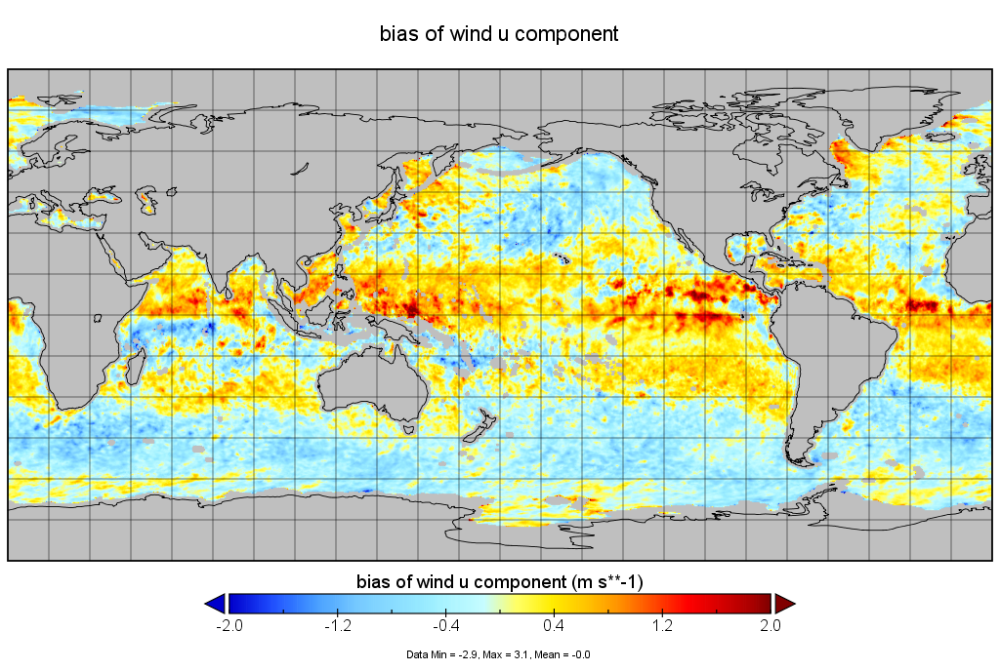 bias of wind u component
bias of wind u component (m s**-1)
-2.0 -1.2 -0.4 0.4 1.2 2.0
Data Min = -2.9, Max = 3.1, Mean = -0.0